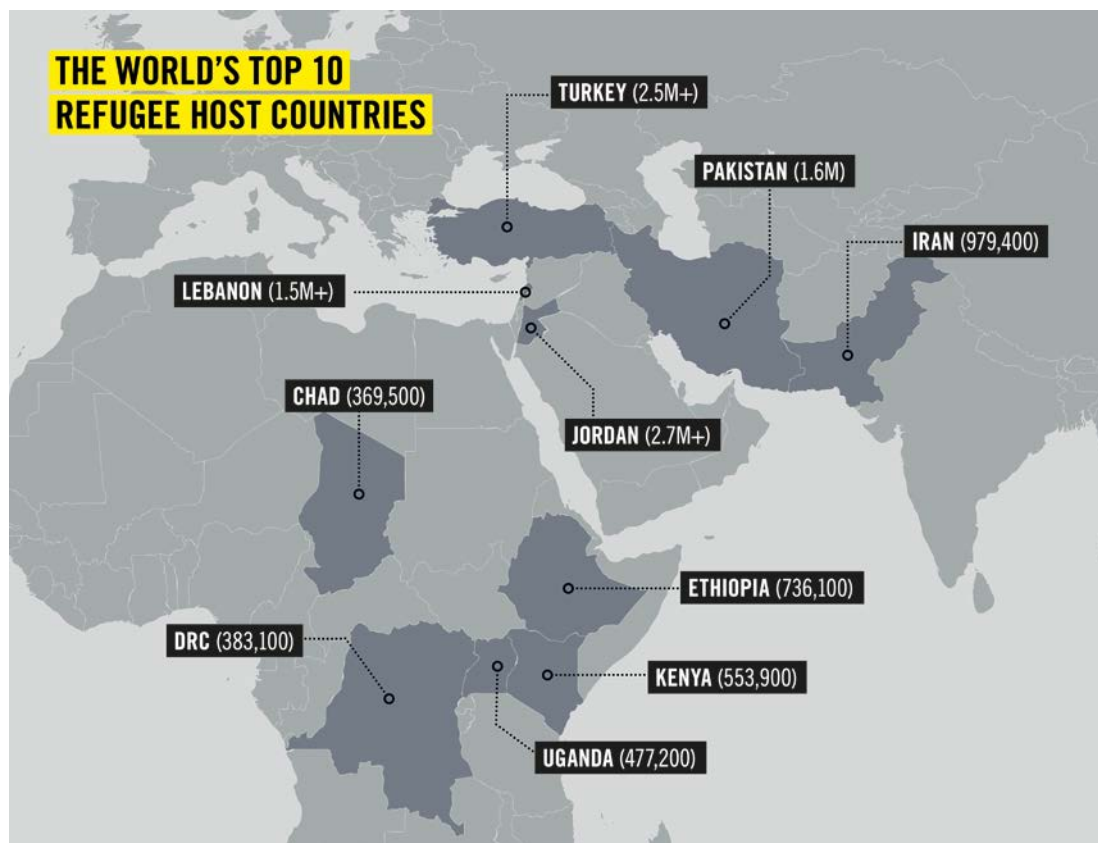 THE WORLD'S TOP 10
REFUGEE HOST COUNTRIES
TURKEY (2.5M+)
PAKISTAN (1.6M)
IRAN (979,400)
LEBANON (1.5M+)
CHAD (369,500)
JORDAN (2.7M+)
ETHIOPIA (736,100)
DRC (383,100)
KENYA (553,900)
UGANDA (477,200)